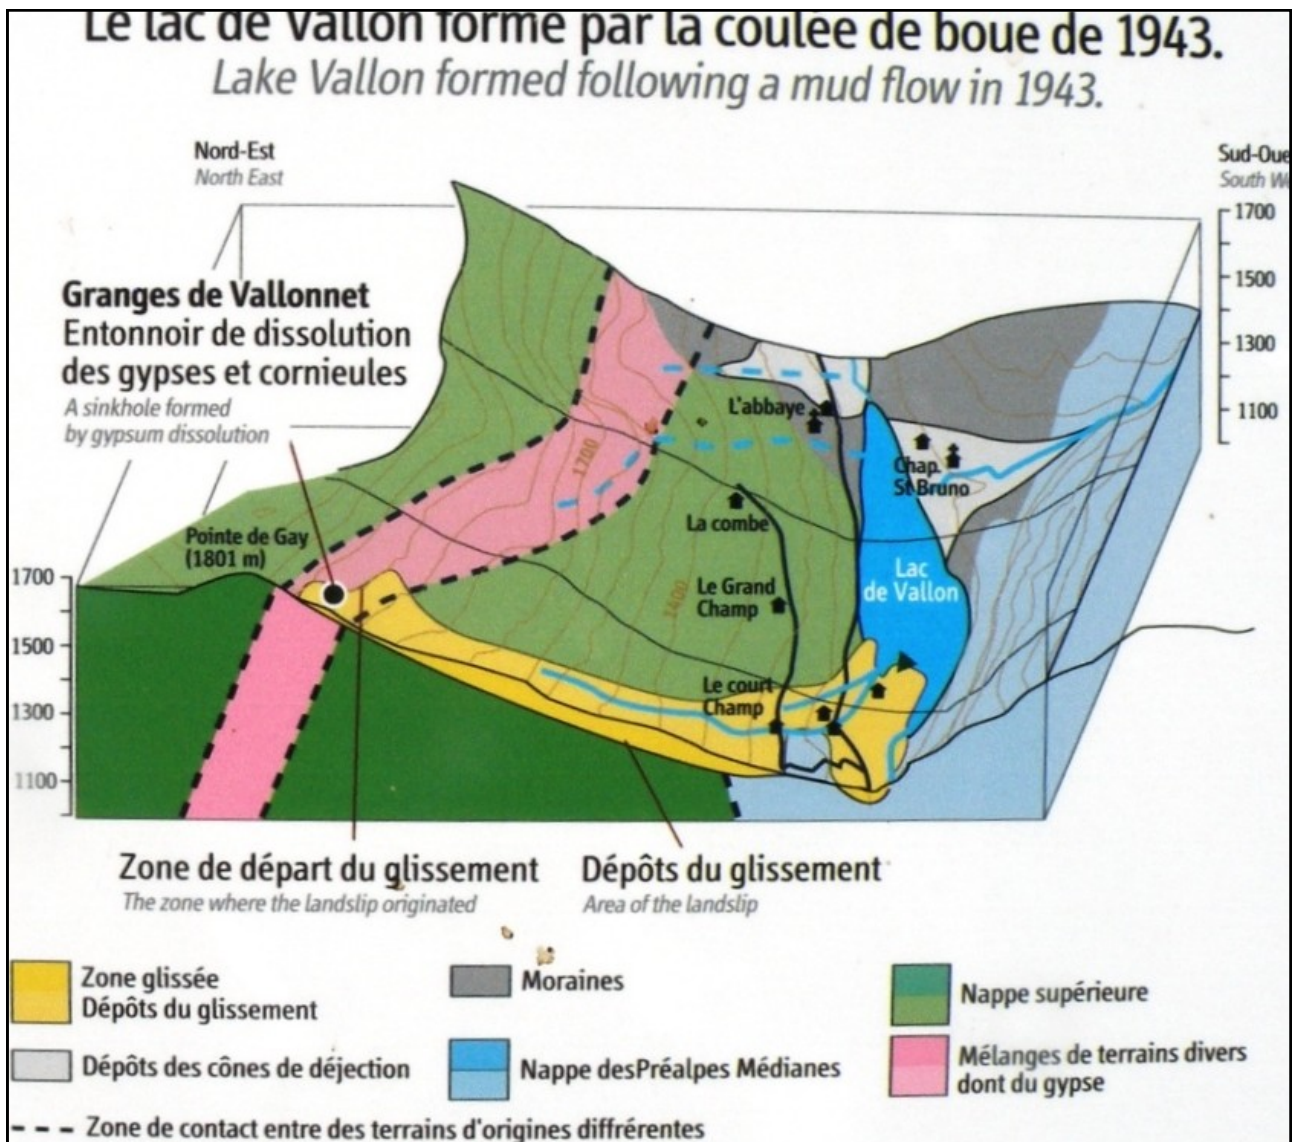 Le lac de Vallon formé par la coulée de boue de 1943.
Lake Vallon formed following a mud flow in 1943.
Nord-Est
North East
Sud-Oue
South We
1700
1500
1300
1100
Granges de Vallonnet
Entonnoir de dissolution
des gypses et cornieules
A sinkhole formed
by gypsum dissolution
L'abbaye
1700
Chap.
St Bruno
La combe
Pointe de Gay
(1801 m)
Lac
de Vallon
Le Grand
Champ
1400
Le court
Champ
1700
1500
1300
1100
Zone de départ du glissement
The zone where the landslip originated
Dépôts du glissement
Area of the landslip
Zone glissée
Dépôts du glissement
Moraines
Nappe supérieure
Dépôts des cônes de déjection
Nappe desPréalpes Médianes
Mélanges de terrains divers
dont du gypse
Zone de contact entre des terrains d'origines diffrérentes